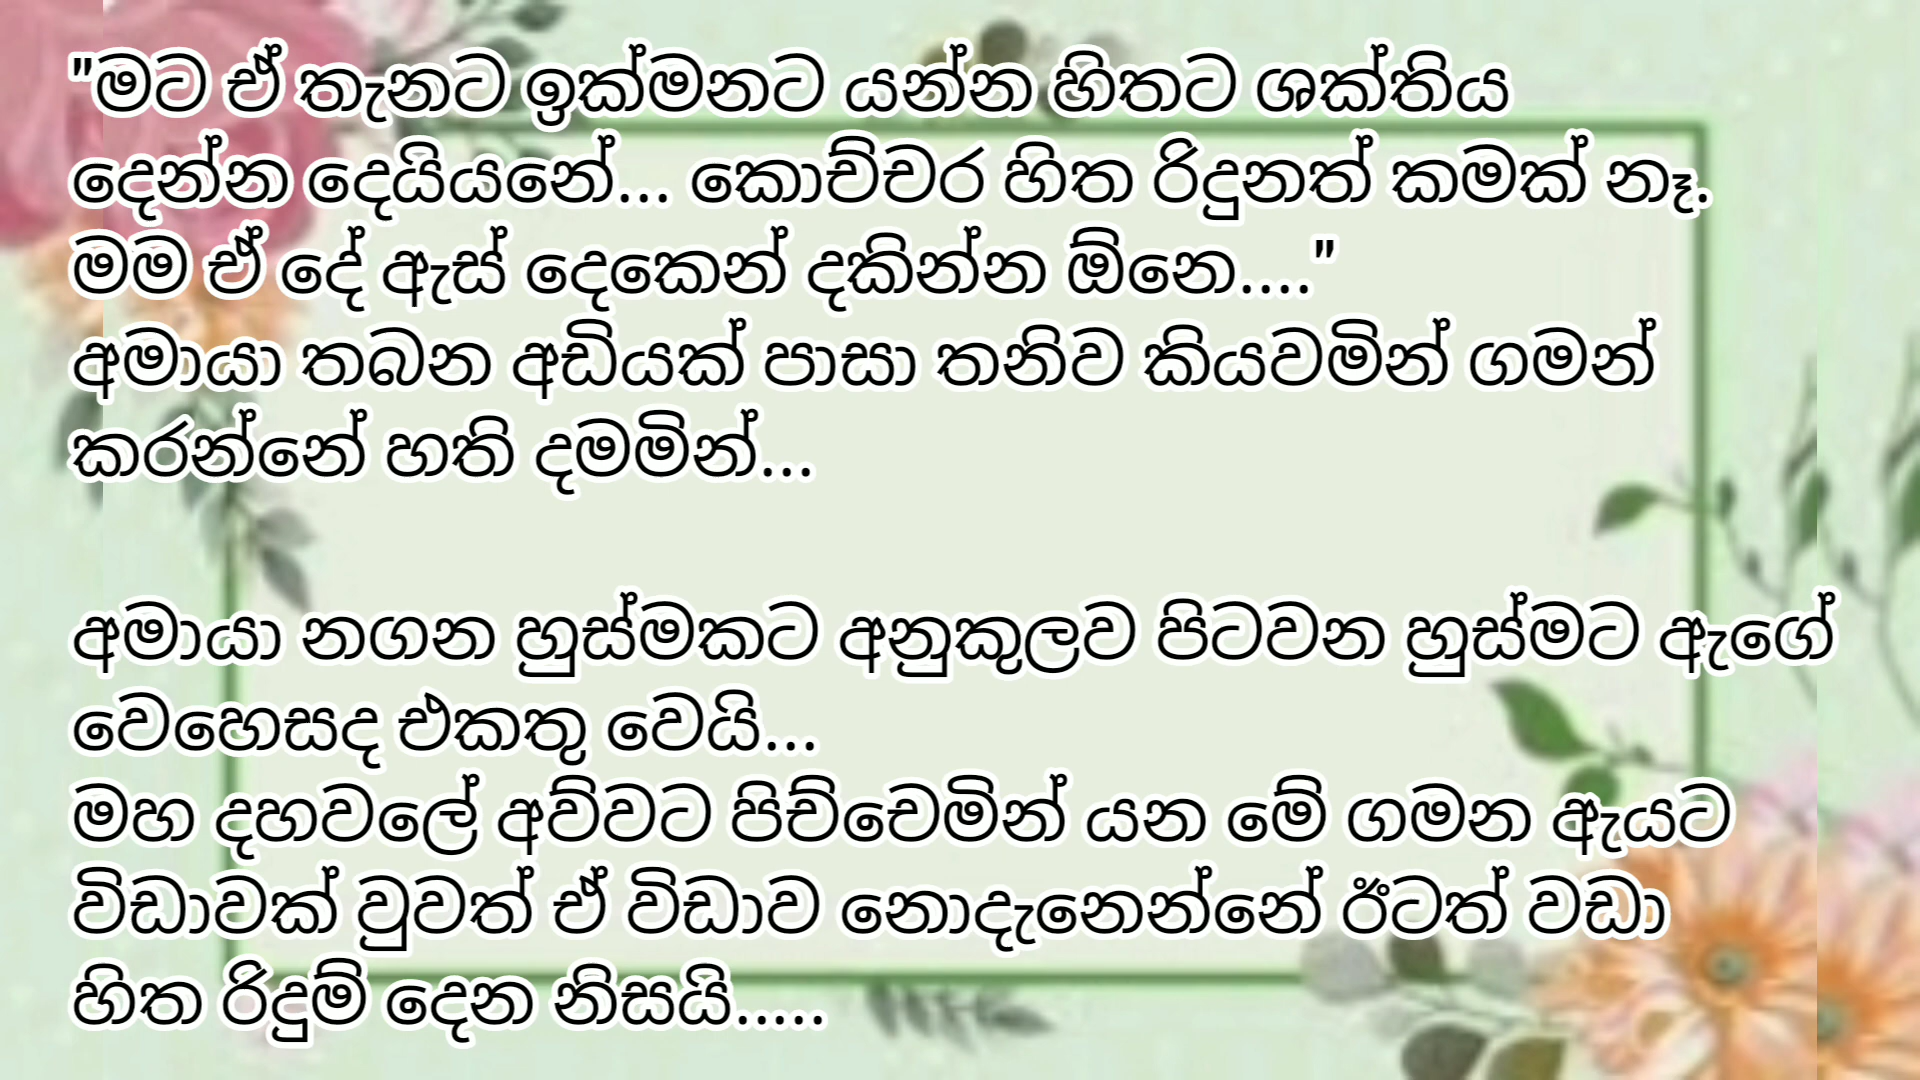 "මට ඒ තැනට ඉක්මනට යන්න හිතට ශක්තිය
දෙන්න දෙයියනේ... කොච්චර හිත රිදුනත් කමක් නෑ.
මම ඒ දේ ඇස් දෙකෙන් දකින්න ඕනෙ...."
අමායා තබන අඩියක් පාසා තනිව කියවමින් ගමන්
කරන්නේ හති දමමින්...
අමායා නගන හුස්මකට අනුකුලව පිටවන හුස්මට ඇගේ
වෙහෙසද එකතු වෙයි...
මහ දහවලේ අව්වට පිච්චෙමින් යන මේ ගමන ඇයට
විඩාවක් වුවත් ඒ විඩාව නොදැනෙන්නේ ඊටත් වඩා
හිත රිදුම් දෙන නිසයි.....